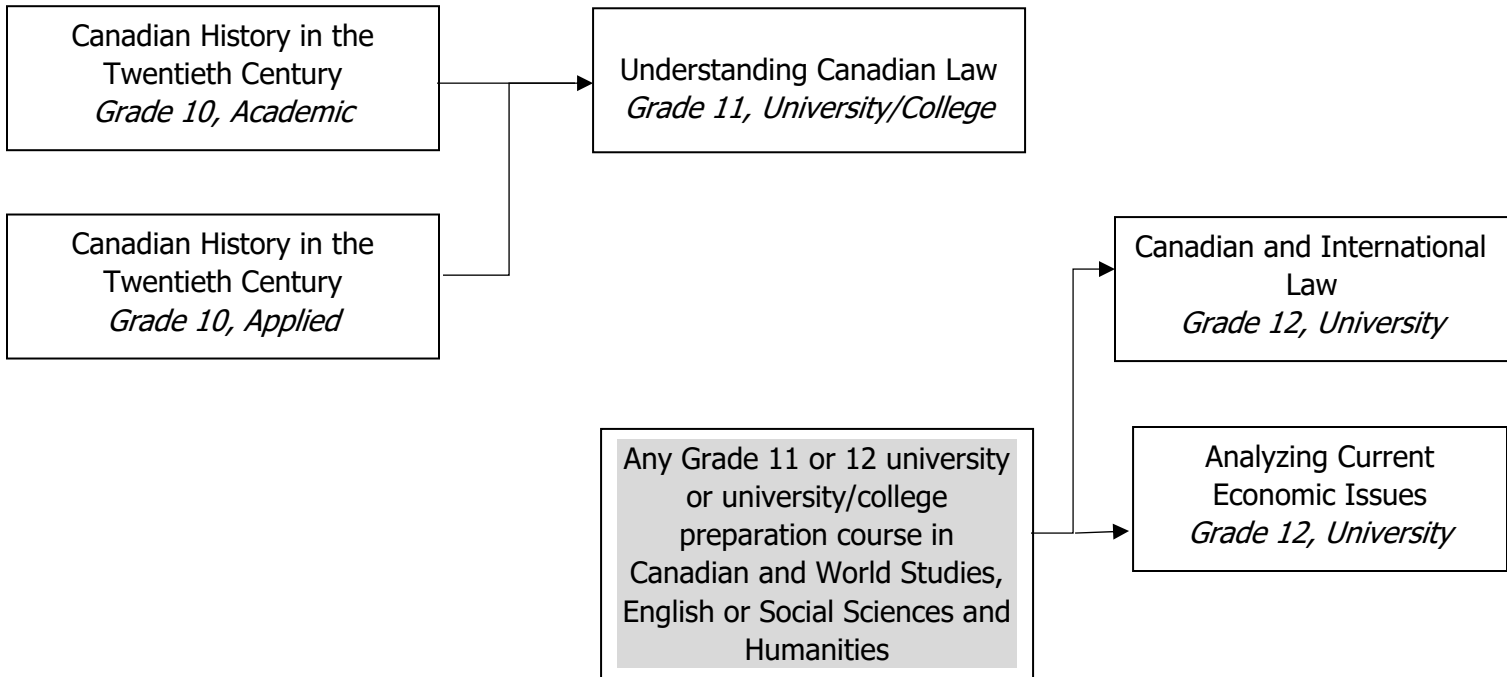 Canadian History in the
Twentieth Century
Grade 10, Academic
Understanding Canadian Law
Grade 11, University/College
Canadian History in the
Twentieth Century
Grade 10, Applied
Canadian and International
Law
Grade 12, University
Any Grade 11 or 12 university
or university/college
preparation course in
Canadian and World Studies,
English or Social Sciences and
Humanities
Analyzing Current
Economic Issues
Grade 12, University